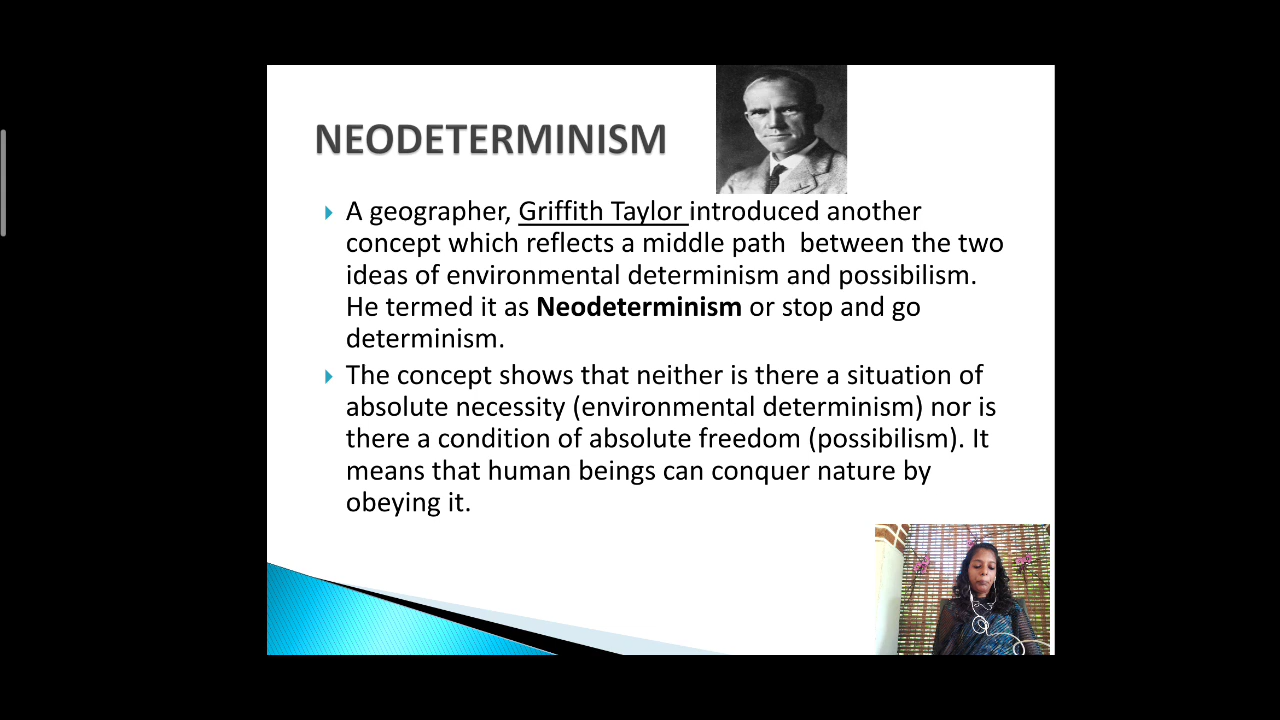 NEODETERMINISM
A geographer, Griffith Taylor introduced another
concept which reflects a middle path between the two
ideas of environmental determinism and possibilism.
He termed it as Neodeterminism or stop and go
determinism.
The concept shows that neither is there a situation of
absolute necessity (environmental determinism) nor is
there a condition of absolute freedom (possibilism). It
means that human beings can conquer nature by
obeying it.